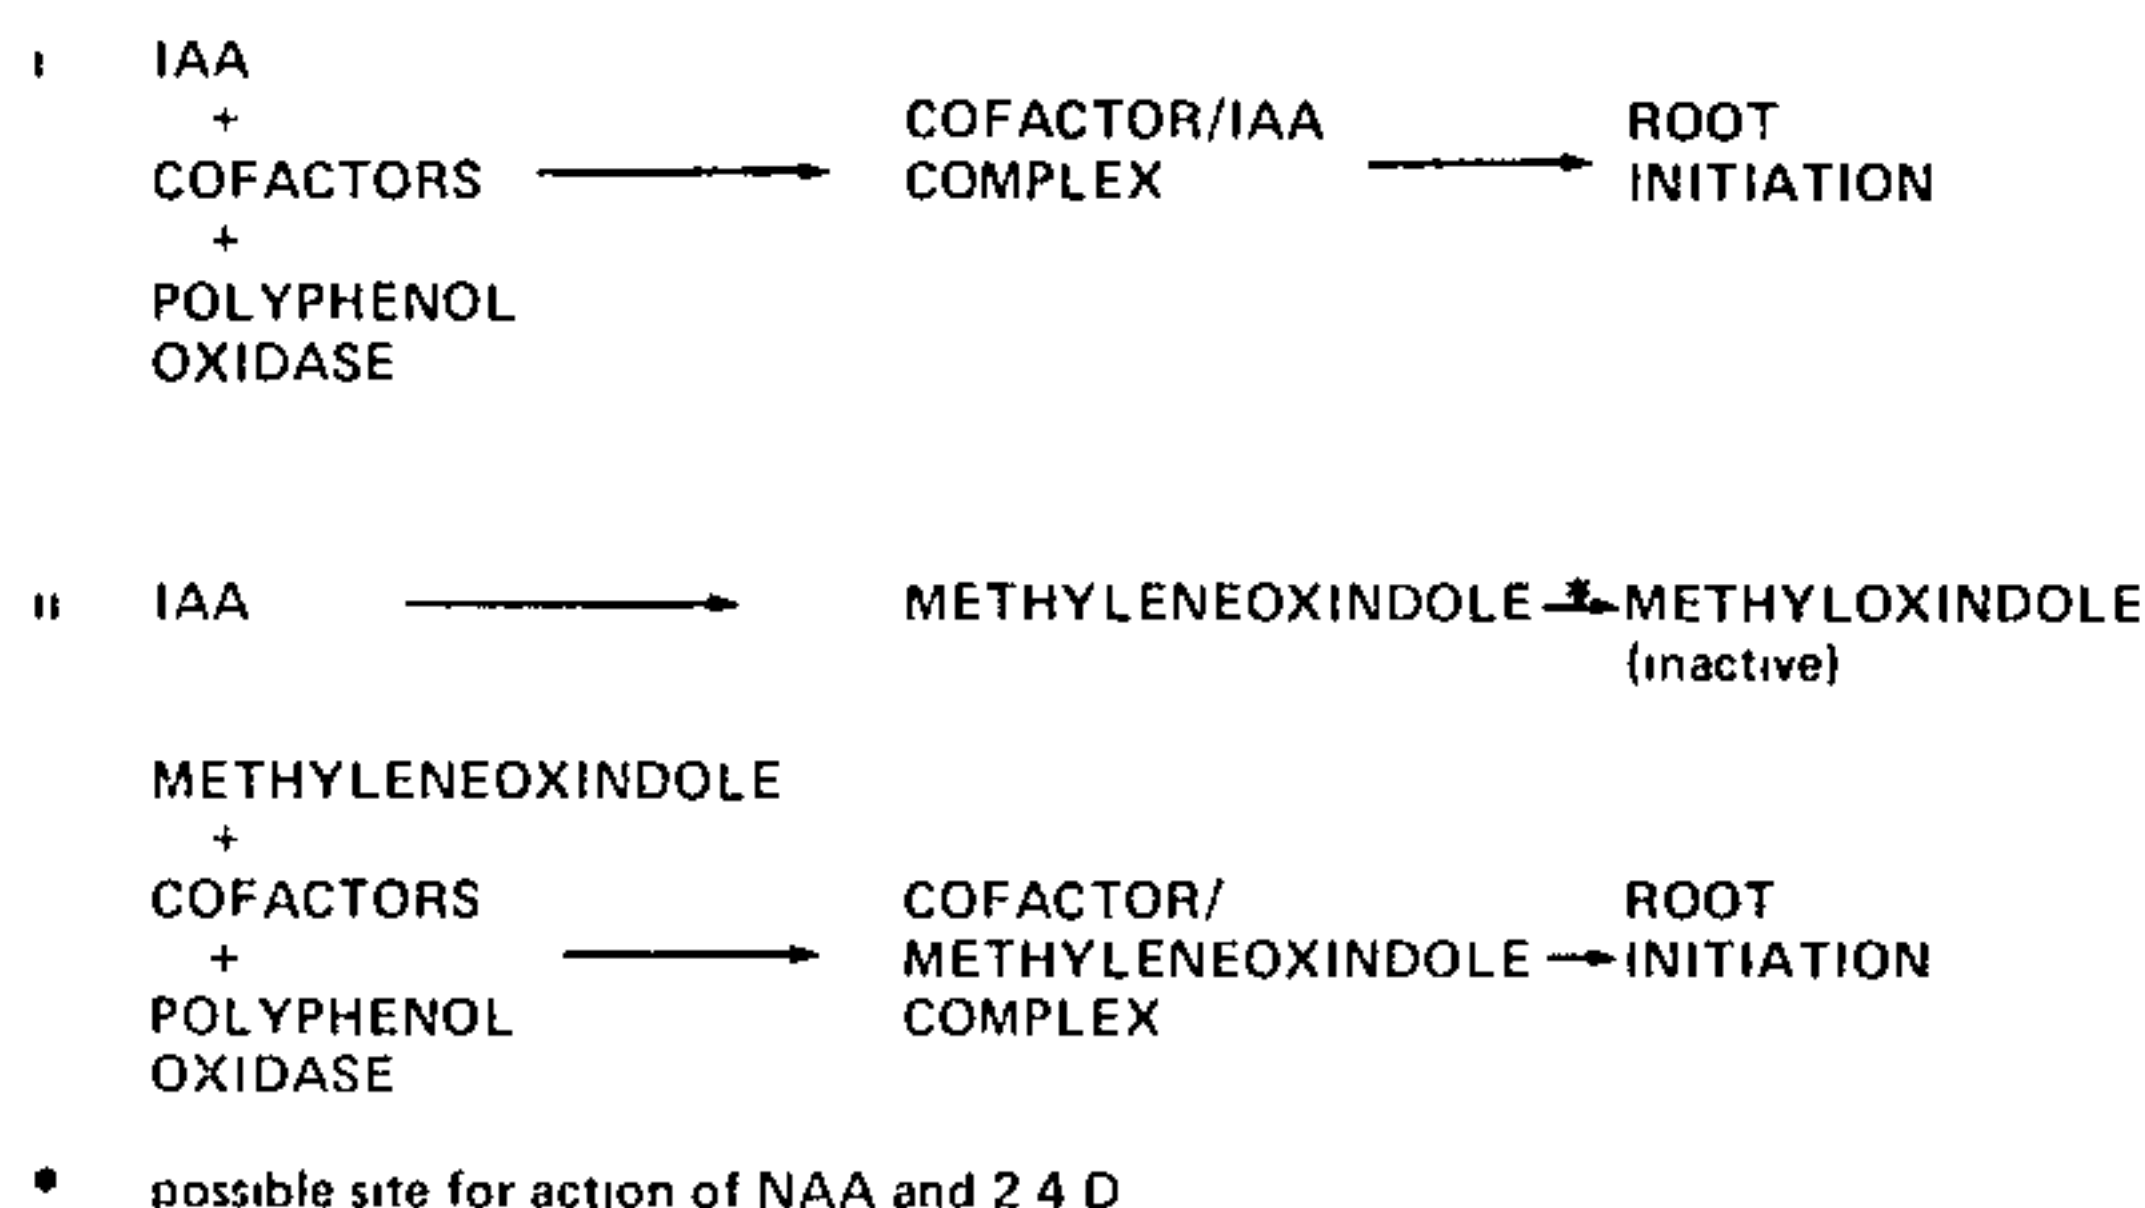 I IAA
+
COFACTORS ⟶ COFACTOR/IAA COMPLEX ⟶ ROOT INITIATION
+
POLYPHENOL
OXIDASE
II IAA ⟶ METHYLENEOXINDOLE *⟶ METHYLOXINDOLE
(inactive)
METHYLENEOXINDOLE
+
COFACTORS COFACTOR/ ROOT
+ ⟶ METHYLENEOXINDOLE ⟶ INITIATION
POLYPHENOL COMPLEX
OXIDASE
* possible site for action of NAA and 2 4 D